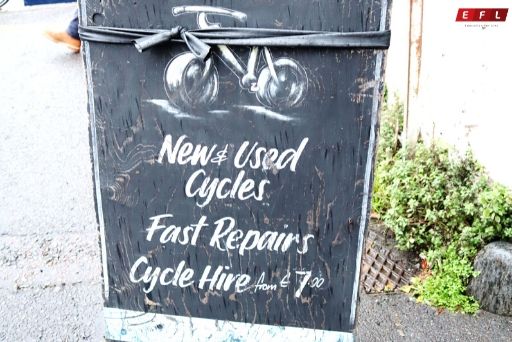 EFL
New & Used
Cycles
Fast Repairs
Cycle Hire from £7.00